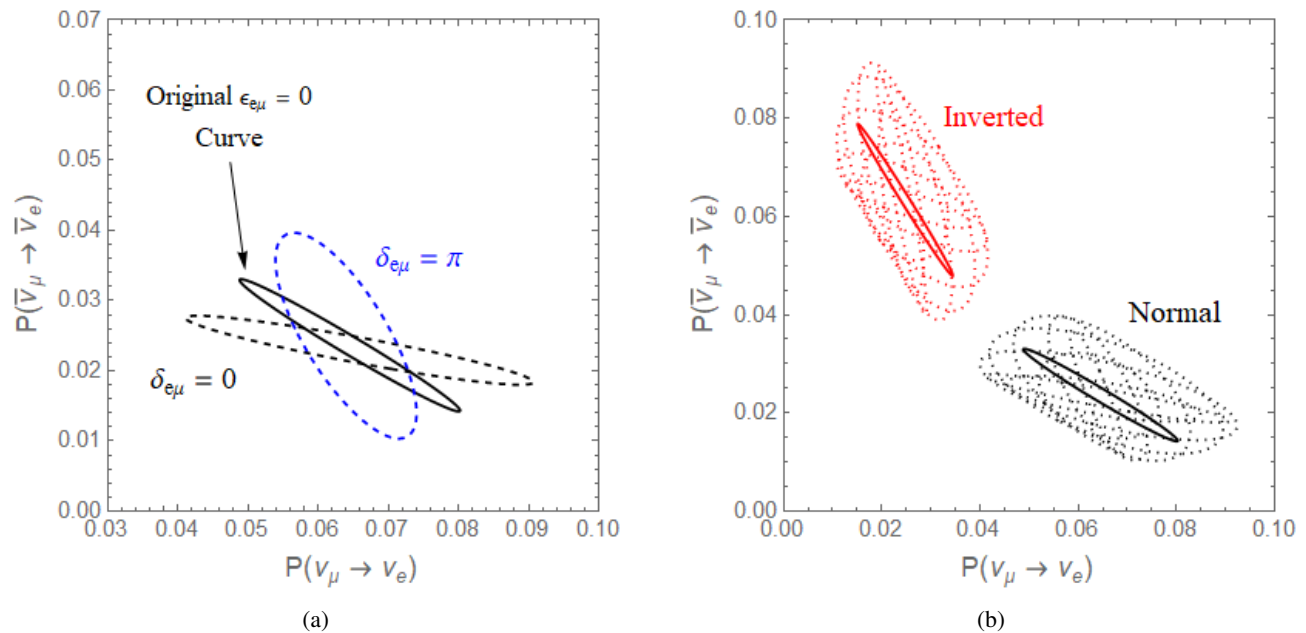 0.07
0.06
0.05
0.04
0.03
0.02
0.01
0.00
P(ν̅μ → ν̅e)
Original ϵeμ = 0
Curve
δeμ = π
δeμ = 0
0.03 0.04 0.05 0.06 0.07 0.08 0.09 0.10
P(νμ → νe)
(a)
0.10
0.08
0.06
0.04
0.02
0.00
P(ν̅μ → ν̅e)
Inverted
Normal
0.00 0.02 0.04 0.06 0.08 0.10
P(νμ → νe)
(b)